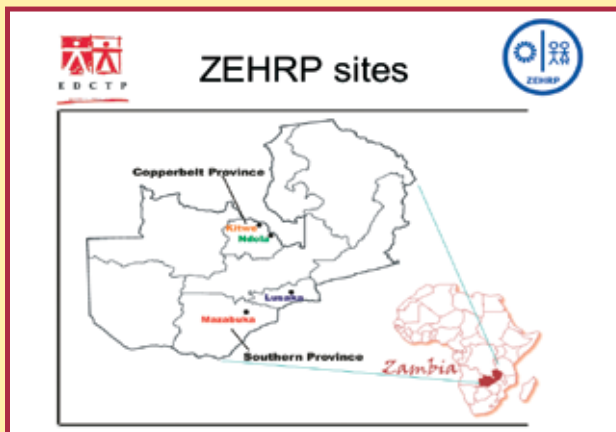 EDCTP
ZEHRP sites
ZEHRP
Copperbelt Province
Kitwe
Ndola
Lusaka
Mazabuka
Southern Province
Zambia